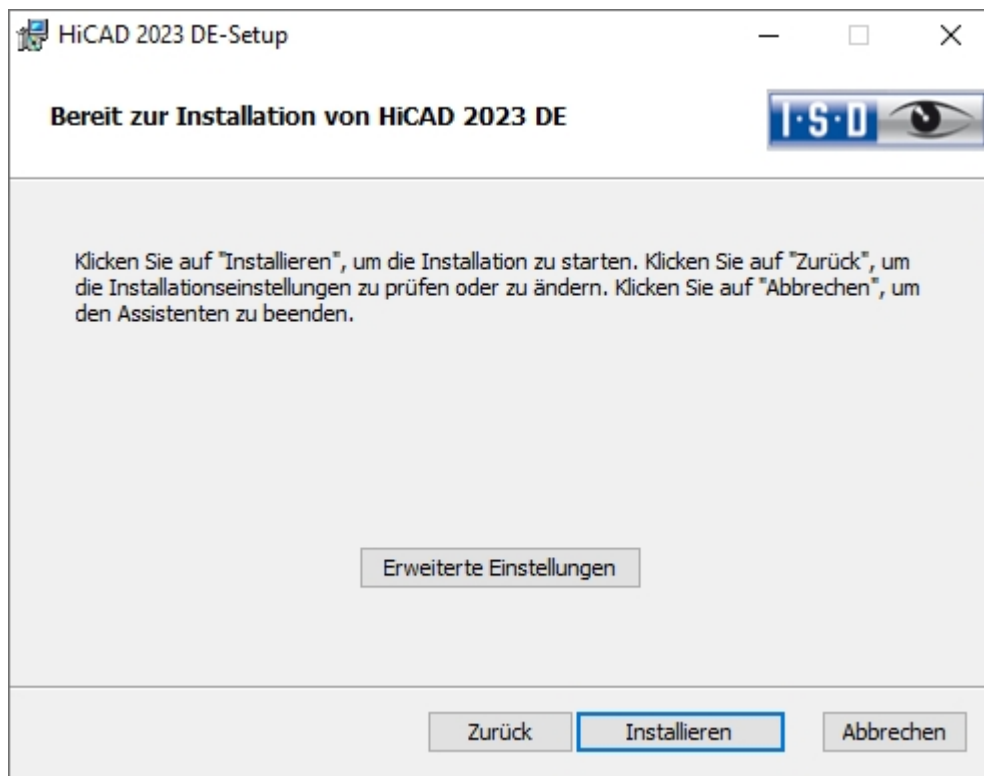 HiCAD 2023 DE-Setup
Bereit zur Installation von HiCAD 2023 DE
I·S·D
Klicken Sie auf "Installieren", um die Installation zu starten. Klicken Sie auf "Zurück", um
die Installationseinstellungen zu prüfen oder zu ändern. Klicken Sie auf "Abbrechen", um
den Assistenten zu beenden.
Erweiterte Einstellungen
Zurück
Installieren
Abbrechen